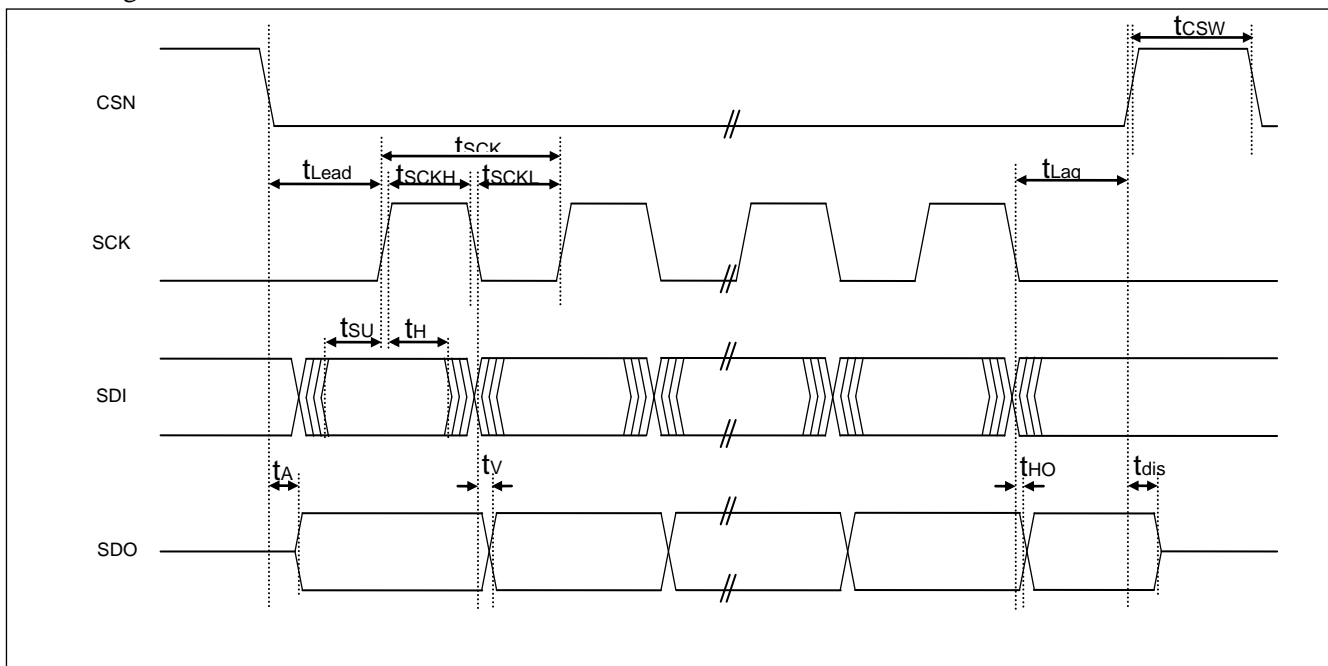 tCSW
CSN
tSCK
tLead
tSCKH
tSCKL
tLag
SCK
tSU
tH
SDI
tA
tV
tHO
tdis
SDO